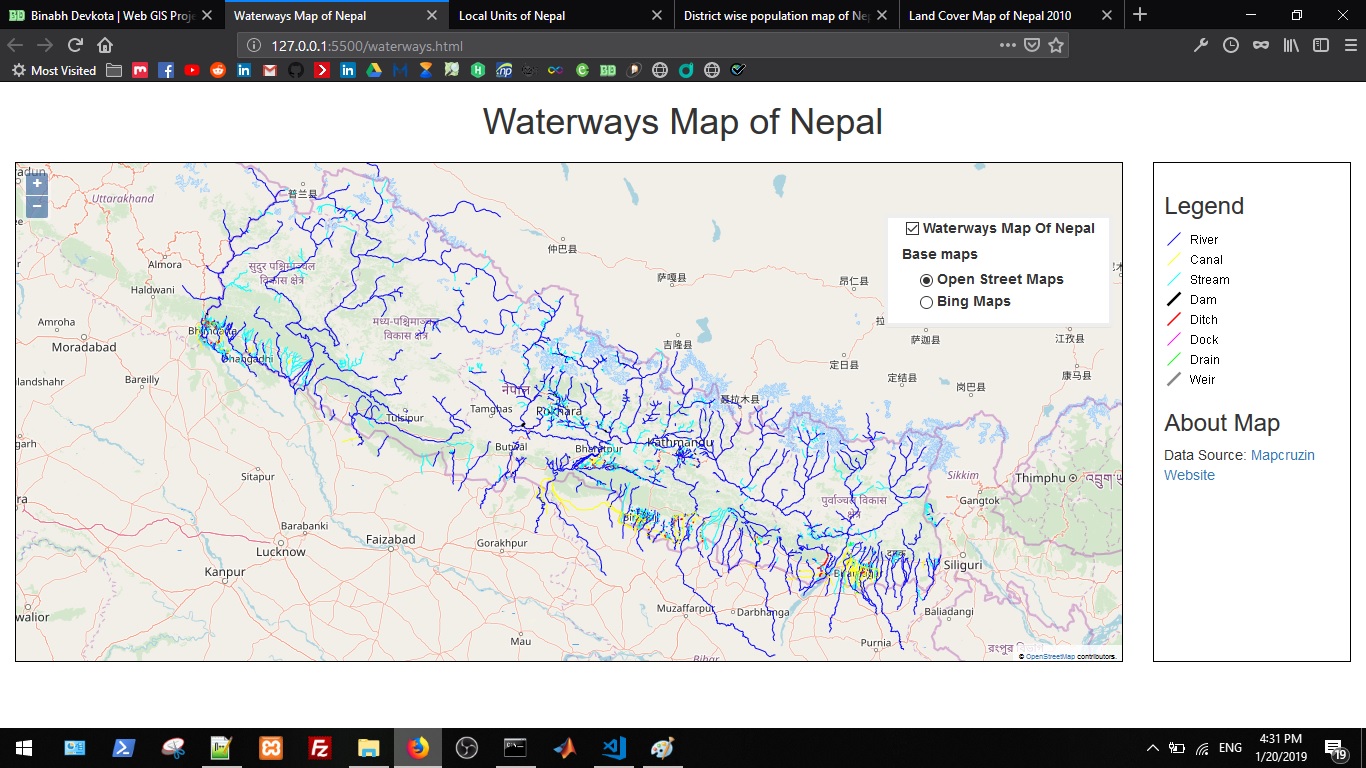 Binabh Devkota | Web GIS Proje
Waterways Map of Nepal
Local Units of Nepal
District wise population map of Nep
Land Cover Map of Nepal 2010
127.0.0.1:5500/waterways.html
Most Visited
Waterways Map of Nepal
+
−
Uttarakhand
普兰县
仲巴县
萨嘎县
昂仁县
Waterways Map Of Nepal
Base maps
Open Street Maps
Bing Maps
Almora
Haldwani
सुदुर पश्चिमाञ्चल
विकास क्षेत्र
Amroha
Moradabad
मध्य-पश्चिमाञ्चल
विकास क्षेत्र
吉隆县
萨迦县
江孜县
ilandshahr
Bareilly
Dhangadhi
定日县
定结县
岗巴县
康马县
नेपाल
聂拉木县
Tulsipur
Tamghas
Pokhara
garh
Butwal
Bharatpur
Kathmandu
Sitapur
Sikkim
Thimphu
Gangtok
पुर्वाञ्चल विकास
क्षेत्र
ra
Barabanki
Lucknow
Faizabad
Gorakhpur
Kanpur
Siliguri
walior
Muzaffarpur
Darbhanga
Baliadangi
Mau
Purnia
Bihar
রংপুর
© OpenStreetMap contributors.
Legend
River
Canal
Stream
Dam
Ditch
Dock
Drain
Weir
About Map
Data Source: Mapcruzin
Website
ENG
4:31 PM
1/20/2019
19